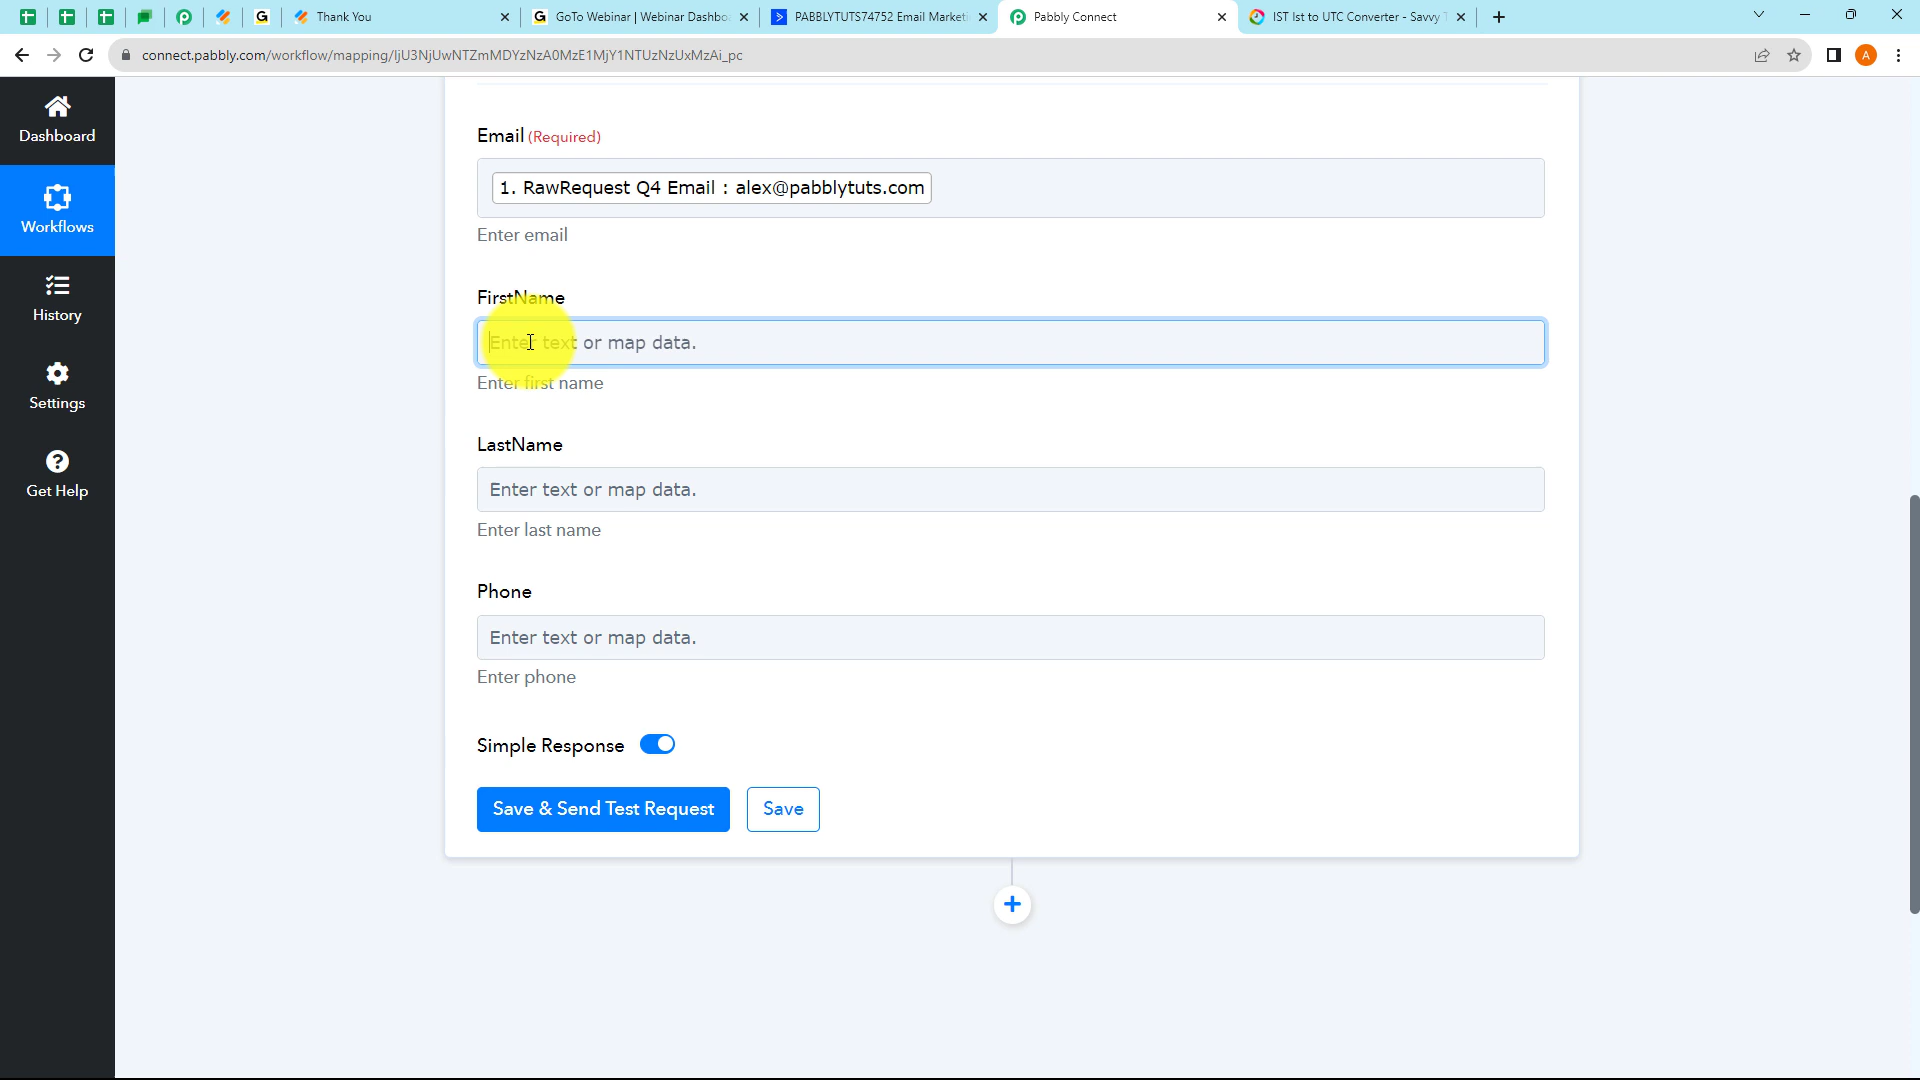 Thank You
G
GoTo Webinar | Webinar Dashbo
PABBLYTUTS74752 Email Marketi
Pabbly Connect
IST Ist to UTC Converter - Savvy T
connect.pabbly.com/workflow/mapping/IjU3NjUwNTZmMDYzNzA0MzE1MjY1NTUzNzUxMzAi_pc
A
Dashboard
Workflows
History
Settings
Get Help
Email (Required)
1. RawRequest Q4 Email : alex@pabblytuts.com
Enter email
FirstName
Enter text or map data.
Enter first name
LastName
Enter text or map data.
Enter last name
Phone
Enter text or map data.
Enter phone
Simple Response
Save & Send Test Request
Save